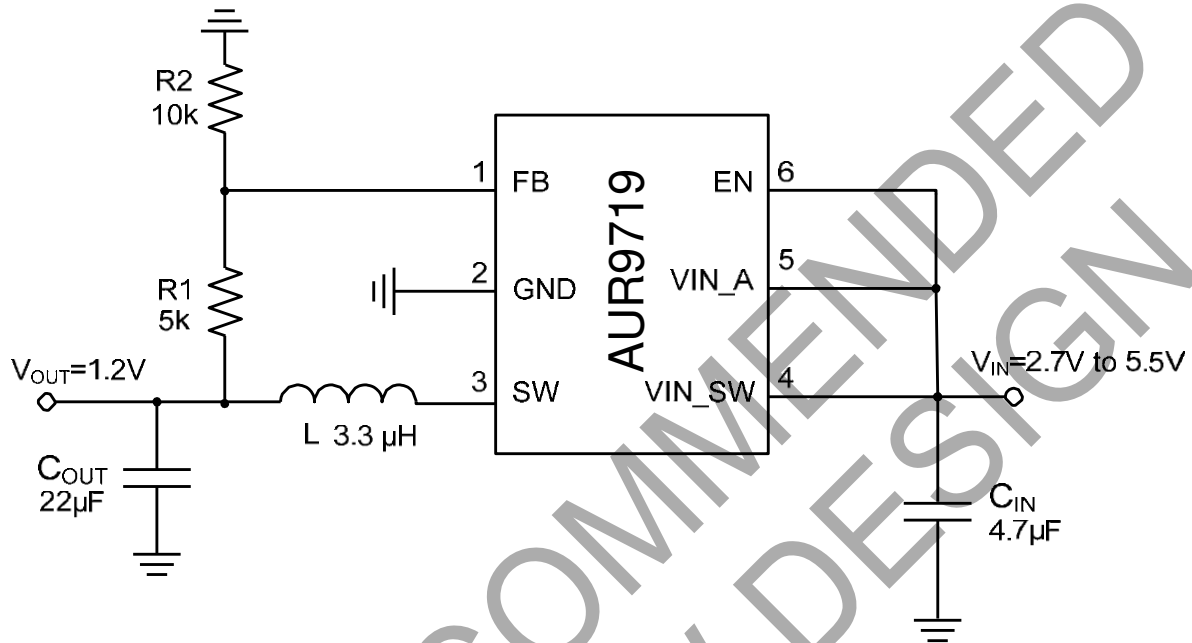 R2
10k
1
FB
EN
6
AUR9719
R1
5k
2
GND
VIN_A
5
VOUT=1.2V
3
SW
VIN_SW
4
VIN=2.7V to 5.5V
L 3.3 µH
COUT
22µF
CIN
4.7µF
COMMENDED
DESIGN